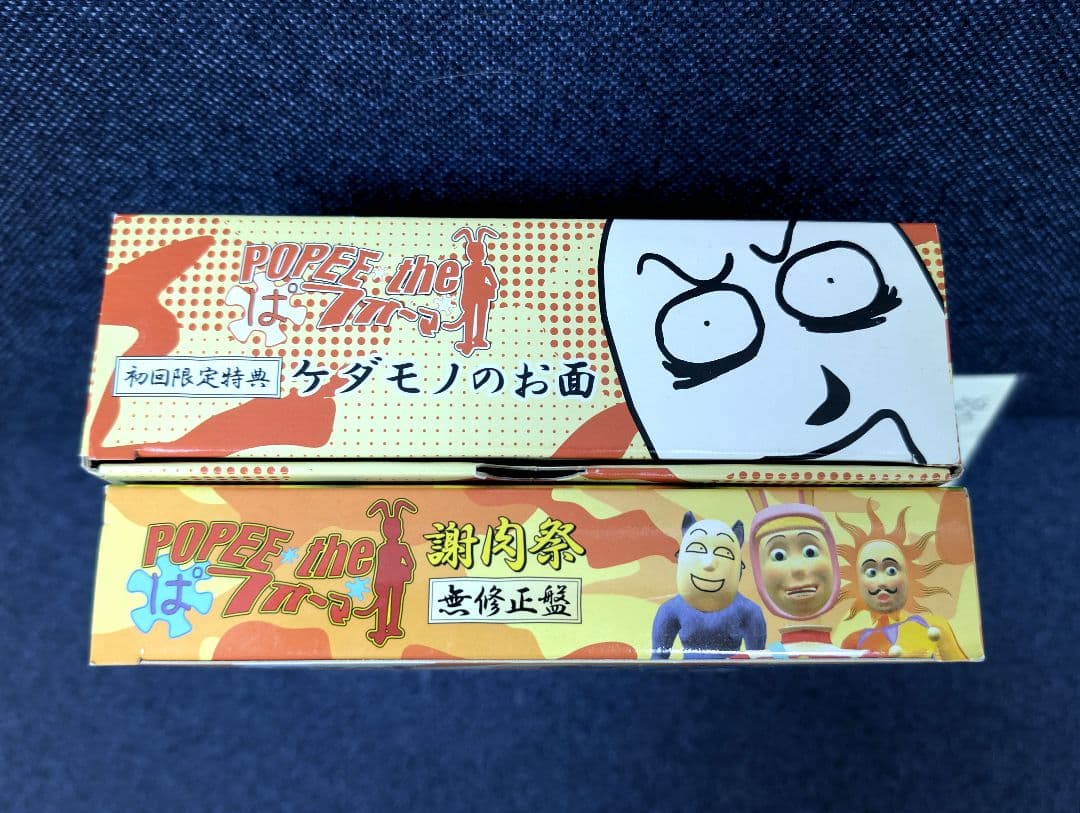 POPEE the
ぱフォーマー
初回限定特典 ケダモノのお面
POPEE the
ぱフォーマー
謝肉祭
無修正盤